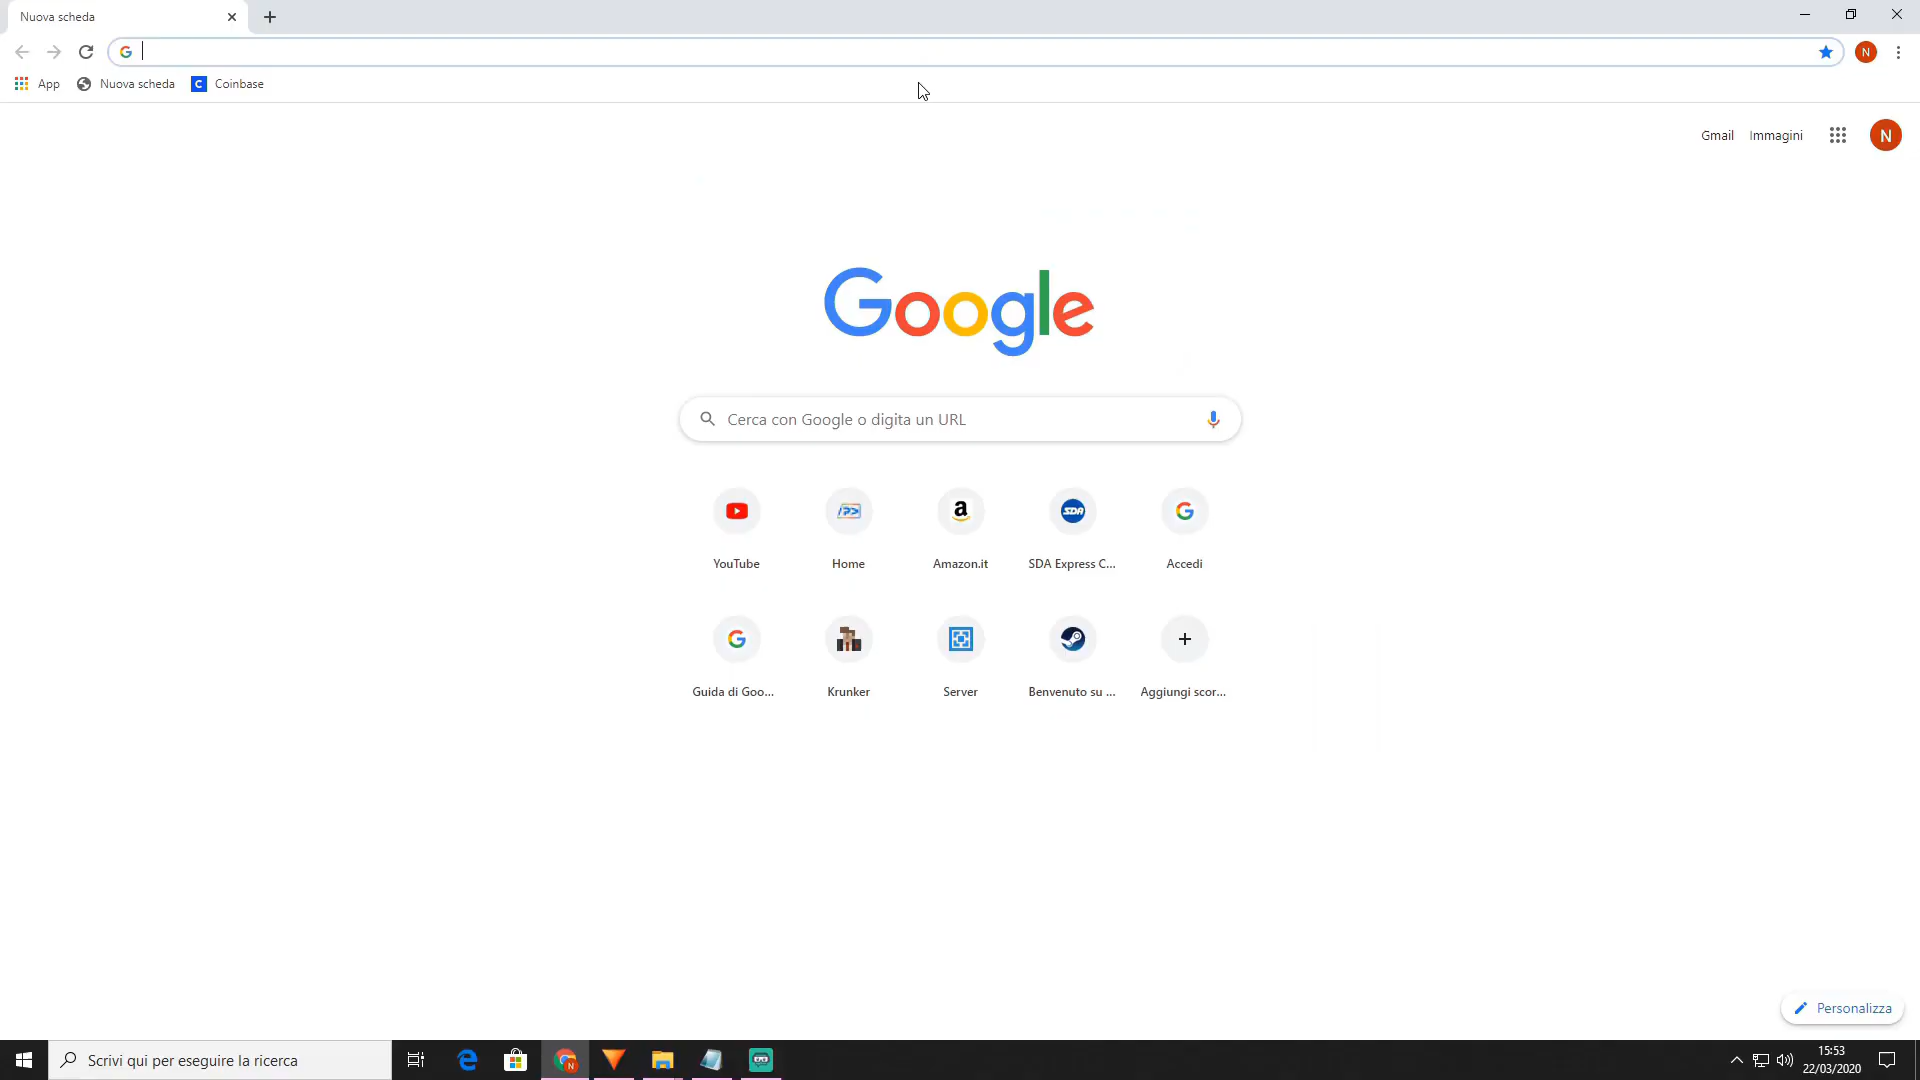 Nuova scheda
App
Nuova scheda
Coinbase
Gmail
Immagini
N
N
Google
Cerca con Google o digita un URL
YouTube
Home
Amazon.it
SDA Express C...
Accedi
Guida di Goo...
Krunker
Server
Benvenuto su ...
Aggiungi scor...
Personalizza
Scrivi qui per eseguire la ricerca
15:53
22/03/2020